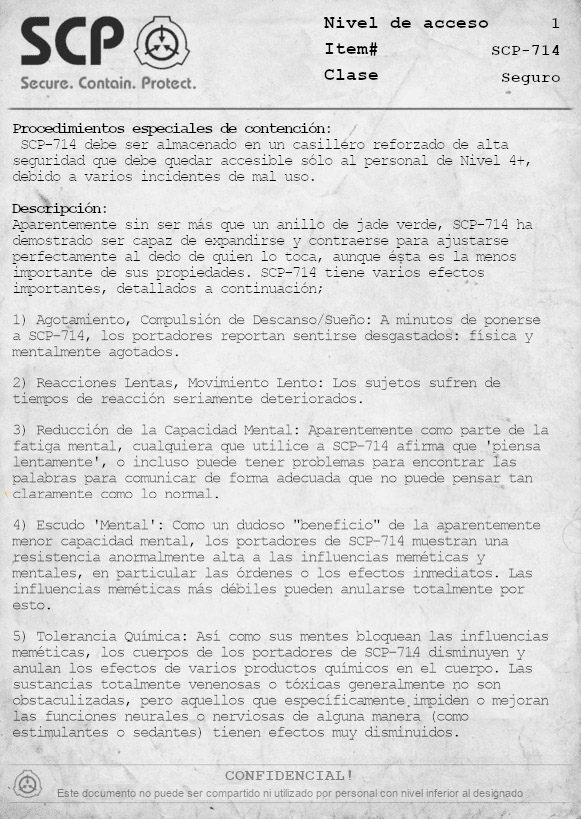 SCP
Secure. Contain. Protect.
Nivel de acceso 1
Item# SCP-714
Clase Seguro
Procedimientos especiales de contención:
SCP-714 debe ser almacenado en un casillero reforzado de alta
seguridad que debe quedar accesible sólo al personal de Nivel 4+,
debido a varios incidentes de mal uso.
Descripción:
Aparentemente sin ser más que un anillo de jade verde, SCP-714 ha
demostrado ser capaz de expandirse y contraerse para ajustarse
perfectamente al dedo de quien lo toca, aunque ésta es la menos
importante de sus propiedades. SCP-714 tiene varios efectos
importantes, detallados a continuación;
1) Agotamiento, Compulsión de Descanso/Sueño: A minutos de ponerse
a SCP-714, los portadores reportan sentirse desgastados: física y
mentalmente agotados.
2) Reacciones Lentas, Movimiento Lento: Los sujetos sufren de
tiempos de reacción seriamente deteriorados.
3) Reducción de la Capacidad Mental: Aparentemente como parte de la
fatiga mental, cualquiera que utilice a SCP-714 afirma que 'piensa
lentamente', o incluso puede tener problemas para encontrar las
palabras para comunicar de forma adecuada que no puede pensar tan
claramente como lo normal.
4) Escudo 'Mental': Como un dudoso "beneficio" de la aparentemente
menor capacidad mental, los portadores de SCP-714 muestran una
resistencia anormalmente alta a las influencias meméticas y
mentales, en particular las órdenes o los efectos inmediatos. Las
influencias meméticas más débiles pueden anularse totalmente por
esto.
5) Tolerancia Química: Así como sus mentes bloquean las influencias
meméticas, los cuerpos de los portadores de SCP-714 disminuyen y
anulan los efectos de varios productos químicos en el cuerpo. Las
sustancias totalmente venenosas o tóxicas generalmente no son
obstaculizadas, pero aquellos que específicamente impiden o mejoran
las funciones neurales o nerviosas de alguna manera (como
estimulantes o sedantes) tienen efectos muy disminuidos.
CONFIDENCIAL!
Este documento no puede ser compartido ni utilizado por personal con nivel inferior al designado